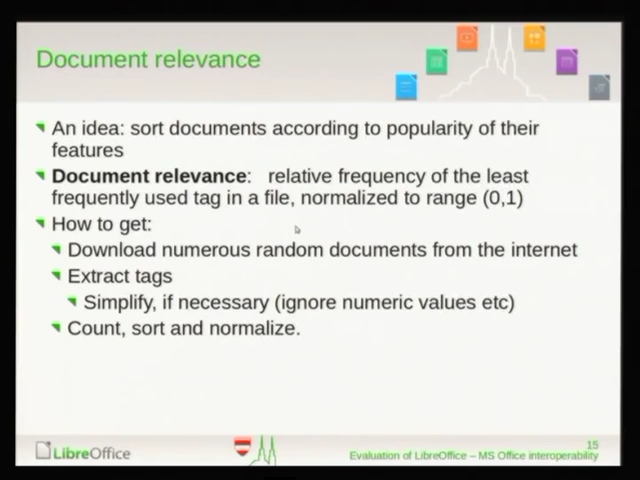 Document relevance
An idea: sort documents according to popularity of their
features
Document relevance: relative frequency of the least
frequently used tag in a file, normalized to range (0,1)
How to get:
Download numerous random documents from the internet
Extract tags
Simplify, if necessary (ignore numeric values etc)
Count, sort and normalize.
LibreOffice
15
Evaluation of LibreOffice – MS Office interoperability